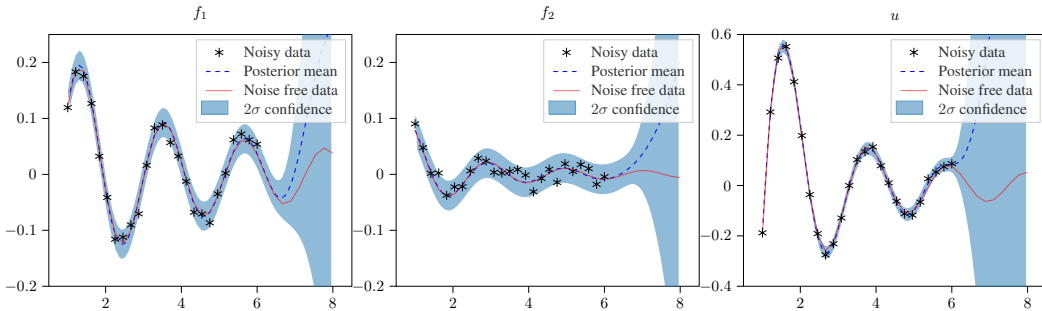 f₁
0.2
0.1
0
−0.1
−0.2
2
4
6
8
Noisy data
Posterior mean
Noise free data
2σ confidence
f₂
0.2
0.1
0
−0.1
−0.2
2
4
6
8
Noisy data
Posterior mean
Noise free data
2σ confidence
u
0.6
0.4
0.2
0
−0.2
−0.4
2
4
6
8
Noisy data
Posterior mean
Noise free data
2σ confidence